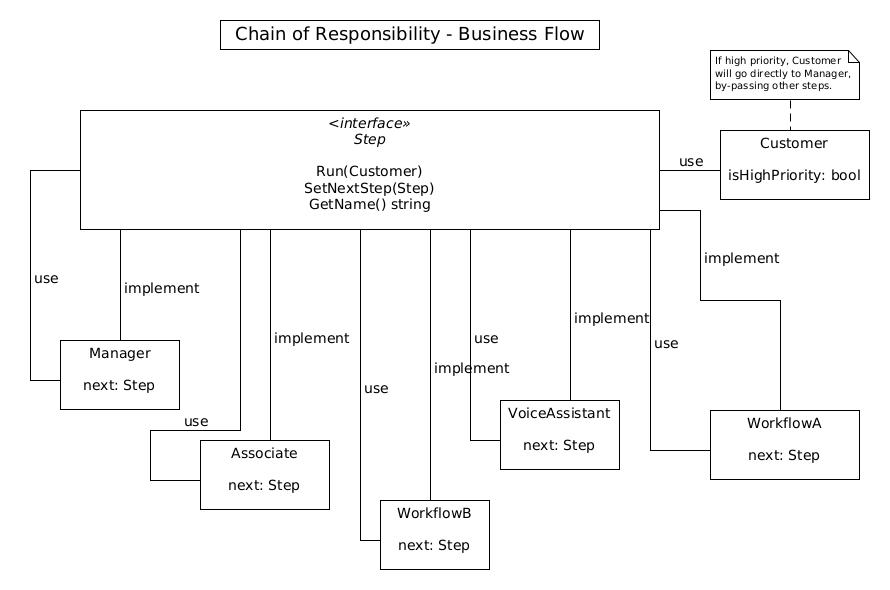 Chain of Responsibility - Business Flow
If high priority, Customer
will go directly to Manager,
by-passing other steps.
<interface»
Step
Run(Customer)
SetNextStep(Step)
GetName() string
use
Customer
isHighPriority: bool
use
implement
implement
use
implement
use
implement
use
implement
use
Manager
next: Step
Associate
next: Step
WorkflowB
next: Step
VoiceAssistant
next: Step
WorkflowA
next: Step